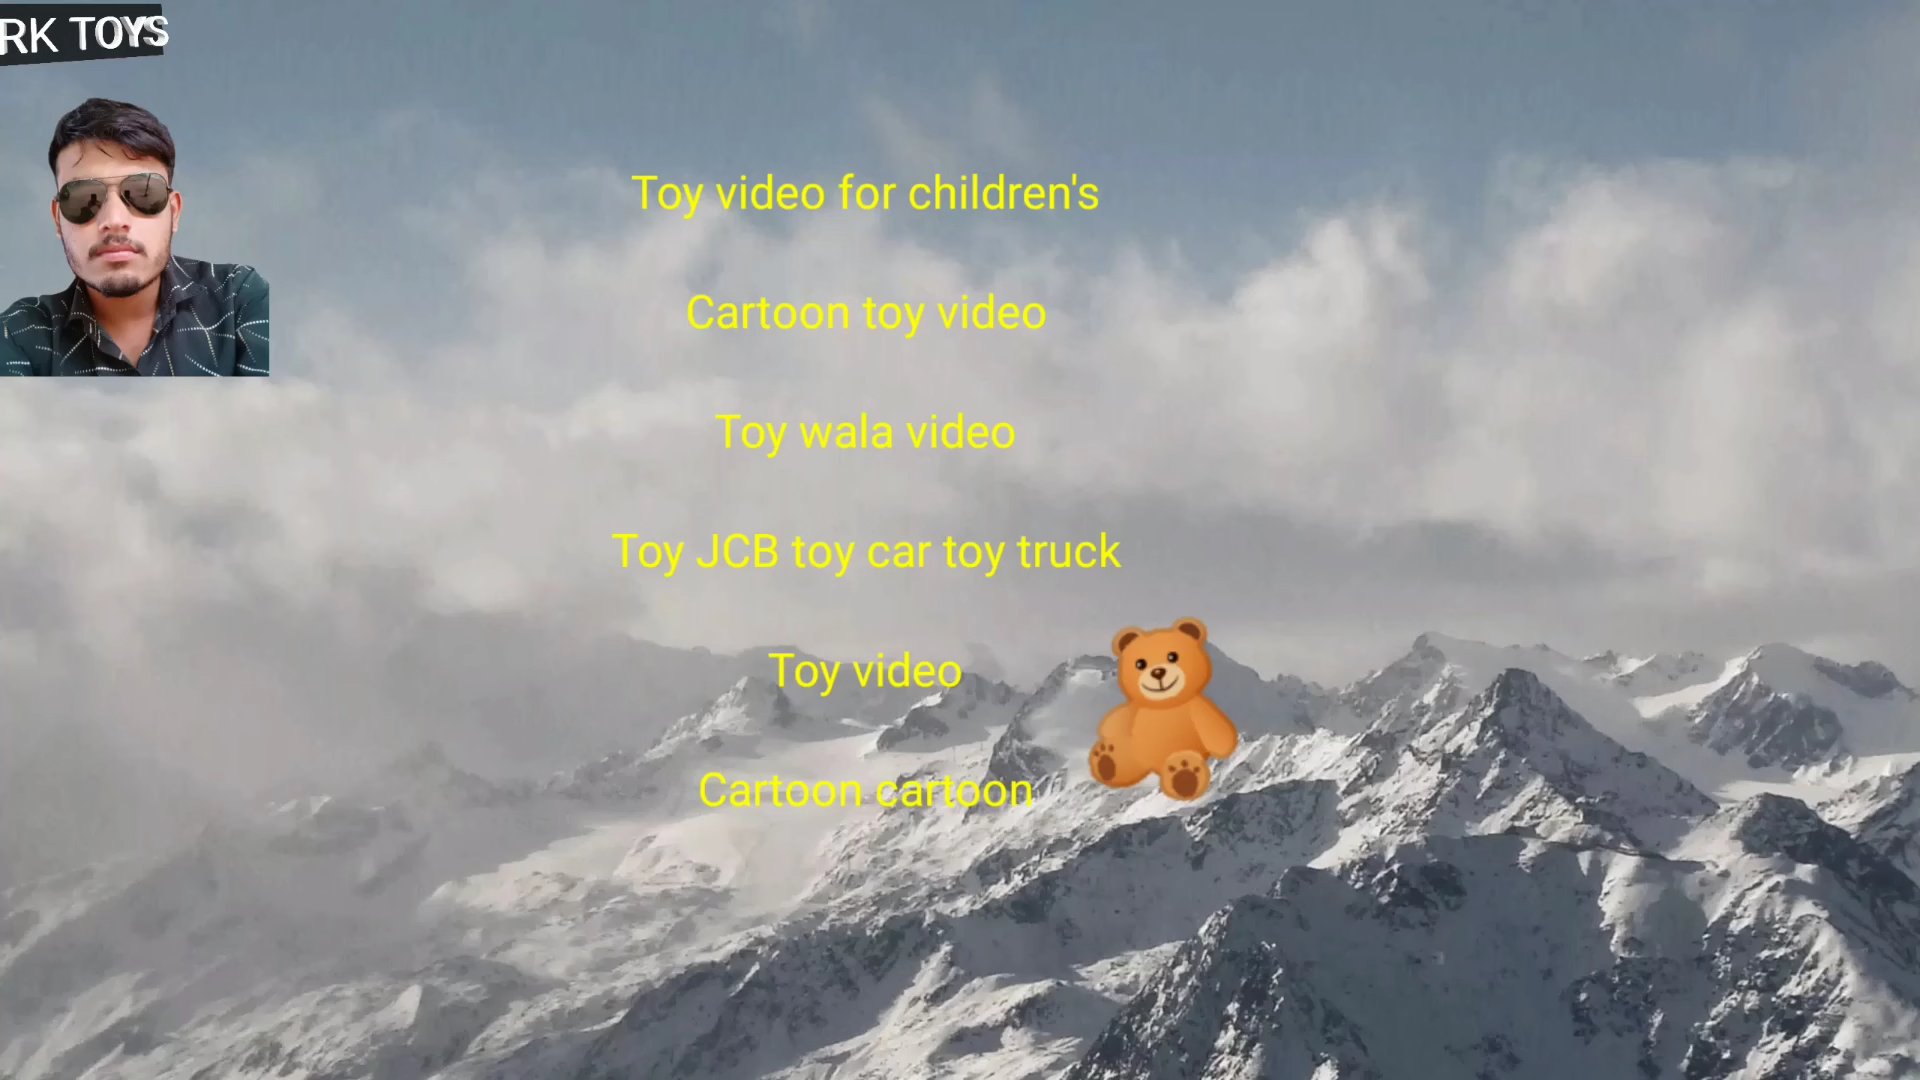 RK TOYS
Toy video for children's
Cartoon toy video
Toy wala video
Toy JCB toy car toy truck
Toy video
Cartoon cartoon